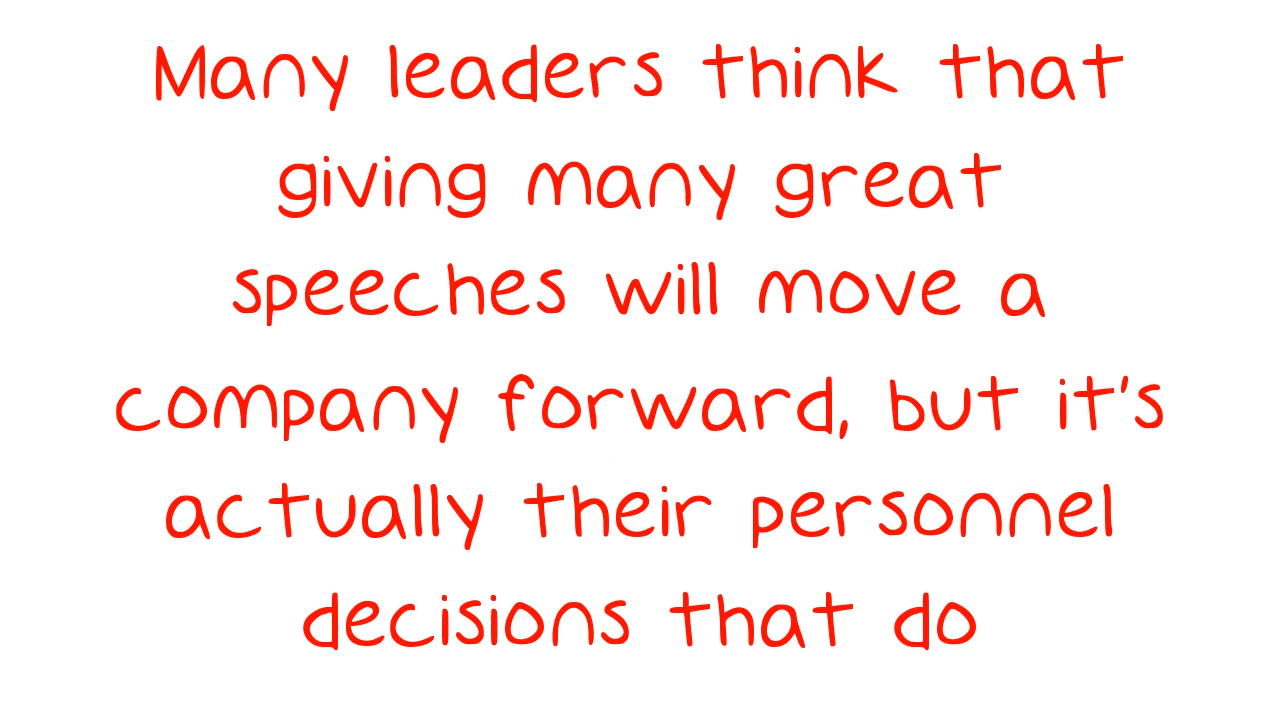 Many leaders think that
giving many great
speeches will move a
company forward, but it's
actually their personnel
decisions that do